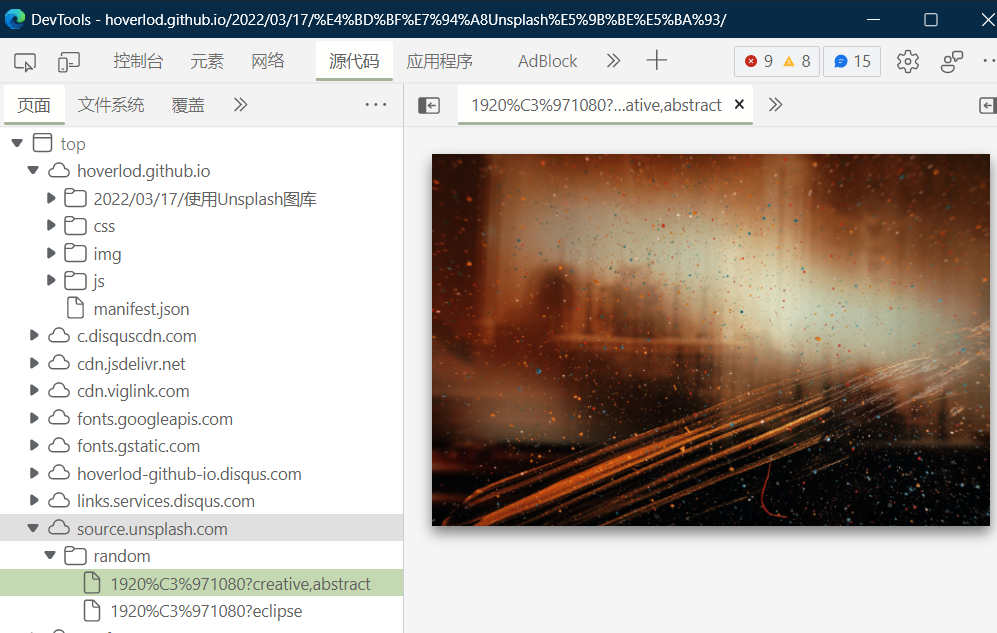 DevTools - hoverlod.github.io/2022/03/17/%E4%BD%BF%E7%94%A8Unsplash%E5%9B%BE%E5%BA%93/
控制台 元素 网络 源代码 应用程序 AdBlock 9 8 15
页面 文件系统 覆盖 1920%C3%971080?...ative,abstract
top
hoverlod.github.io
2022/03/17/使用Unsplash图库
css
img
js
manifest.json
c.disquscdn.com
cdn.jsdelivr.net
cdn.viglink.com
fonts.googleapis.com
fonts.gstatic.com
hoverlod-github-io.disqus.com
links.services.disqus.com
source.unsplash.com
random
1920%C3%971080?creative,abstract
1920%C3%971080?eclipse